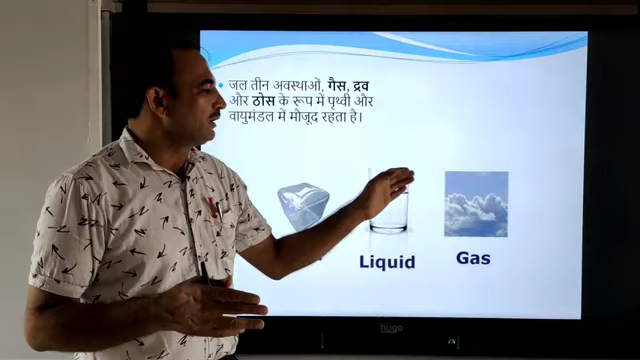 • जल तीन अवस्थाओं, गैस, द्रव
और ठोस के रूप में पृथ्वी और
वायुमंडल में मौजूद रहता है।
Liquid
Gas
hugo